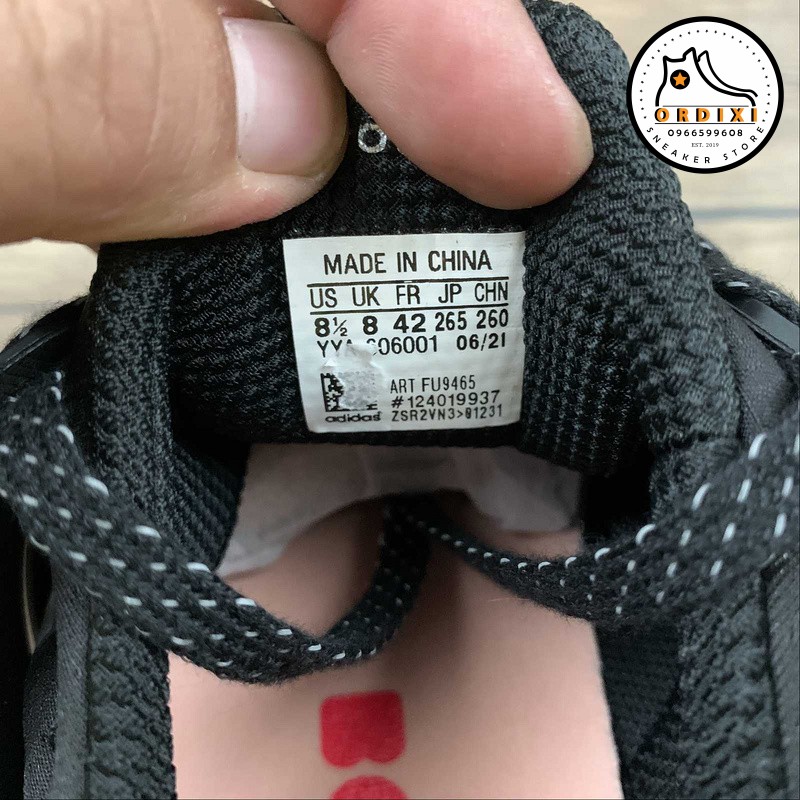 ORDIXI
0966599608
EST. 2019
SNEAKER STORE
MADE IN CHINA
US UK FR JP CHN
8½ 8 42 265 260
606001 06/21
ART FU9465
#124019937
adidas ZSR2VN3>01231